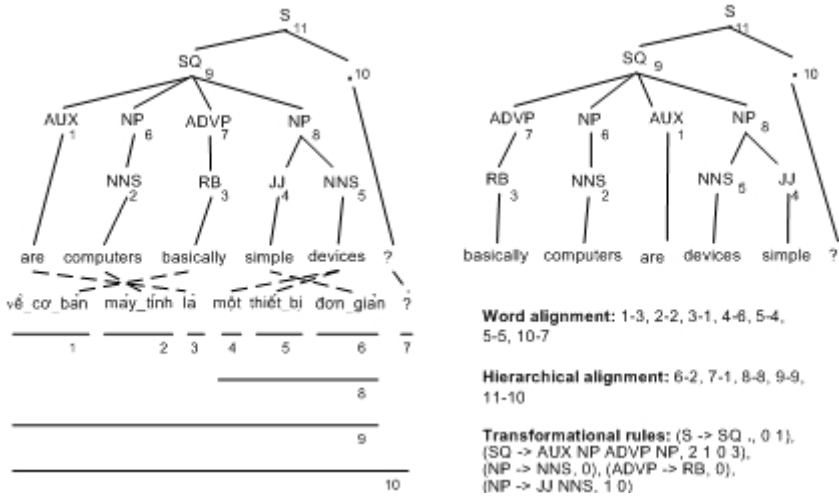 S
11
SQ
9
.
10
AUX
1
NP
6
ADVP
7
NP
8
NNS
2
RB
3
JJ
4
NNS
5
are computers basically simple devices ?
về_cơ_bản máy_tính là một thiết_bị đơn_giản ?
1 2 3 4 5 6 7
8
9
10
S
11
SQ
9
.
10
ADVP
7
NP
6
AUX
1
NP
8
RB
3
NNS
2
NNS
5
JJ
4
basically computers are devices simple ?
Word alignment: 1-3, 2-2, 3-1, 4-6, 5-4,
5-5, 10-7
Hierarchical alignment: 6-2, 7-1, 8-8, 9-9,
11-10
Transformational rules: (S -> SQ ., 0 1),
(SQ -> AUX NP ADVP NP, 2 1 0 3),
(NP -> NNS, 0), (ADVP -> RB, 0),
(NP -> JJ NNS, 1 0)